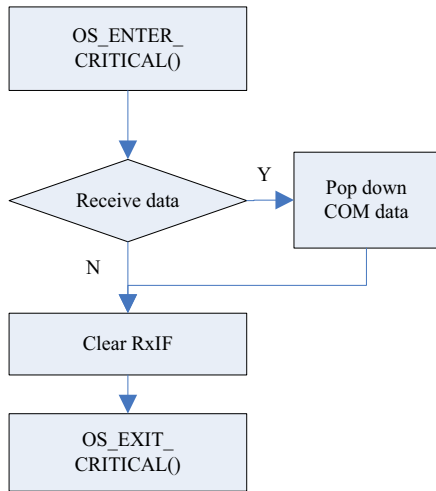 OS_ENTER_
CRITICAL()
Receive data
Y
Pop down
COM data
N
Clear RxIF
OS_EXIT_
CRITICAL()